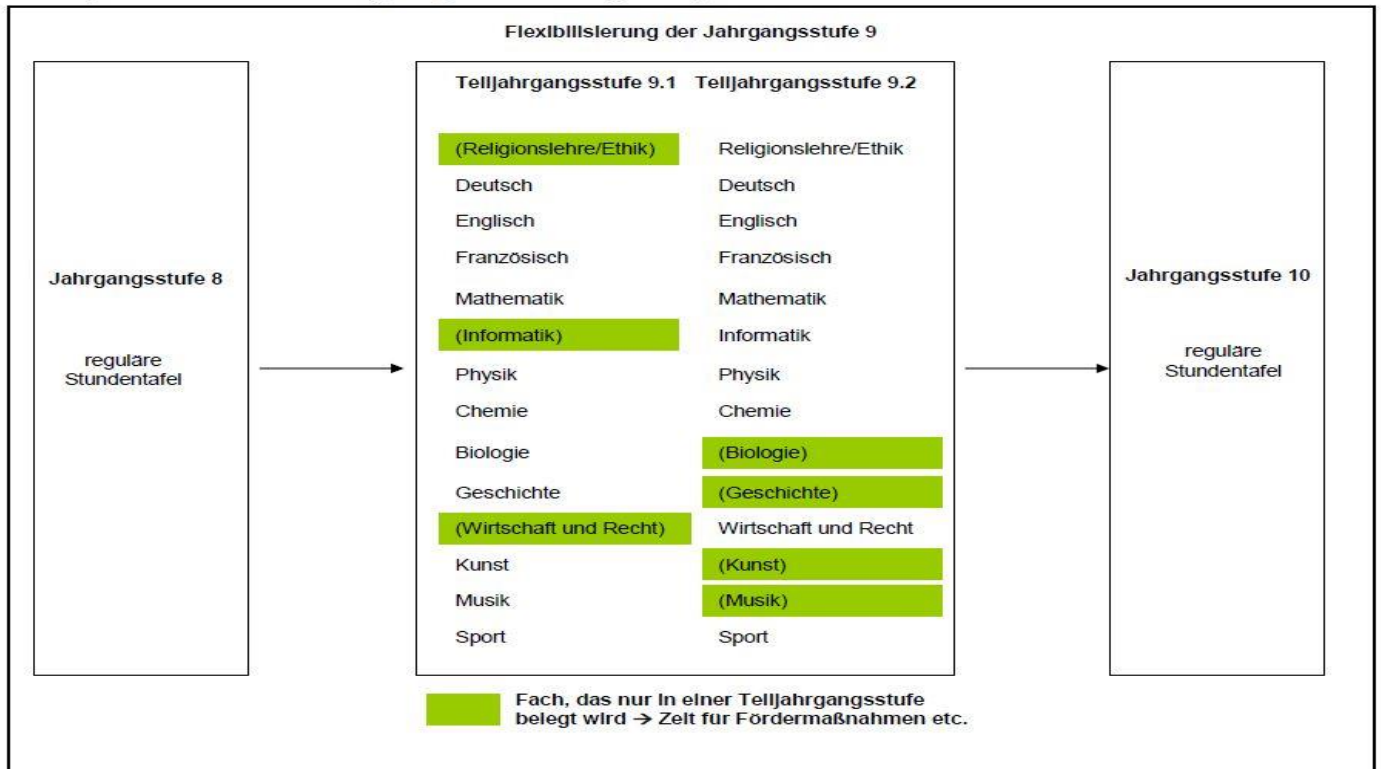 Flexibilisierung der Jahrgangsstufe 9
Jahrgangsstufe 8
reguläre
Stundentafel
Teiljahrgangsstufe 9.1 Teiljahrgangsstufe 9.2
(Religionslehre/Ethik) Religionslehre/Ethik
Deutsch Deutsch
Englisch Englisch
Französisch Französisch
Mathematik Mathematik
(Informatik) Informatik
Physik Physik
Chemie Chemie
Biologie (Biologie)
Geschichte (Geschichte)
(Wirtschaft und Recht) Wirtschaft und Recht
Kunst (Kunst)
Musik (Musik)
Sport Sport
Jahrgangsstufe 10
reguläre
Stundentafel
Fach, das nur in einer Teiljahrgangsstufe
belegt wird → Zeit für Fördermaßnahmen etc.